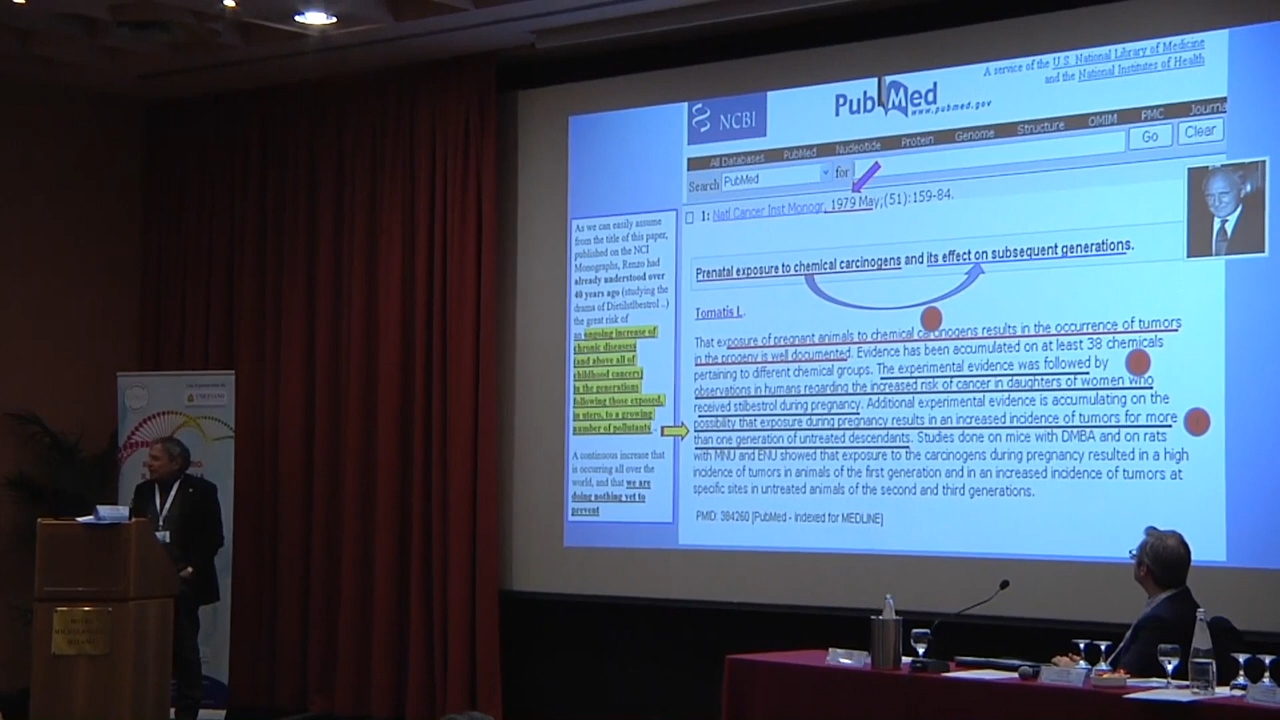 A service of the U.S. National Library of Medicine
and the National Institutes of Health
NCBI
PubMed
www.pubmed.gov
All Databases PubMed Nucleotide Protein Genome Structure OMIM PMC Journa
Search PubMed for Go Clear
1: Natl Cancer Inst Monogr, 1979 May;(51):159-84.
Prenatal exposure to chemical carcinogens and its effect on subsequent generations.
Tomatis L.
That exposure of pregnant animals to chemical carcinogens results in the occurrence of tumors
in the progeny is well documented. Evidence has been accumulated on at least 38 chemicals
pertaining to different chemical groups. The experimental evidence was followed by
observations in humans regarding the increased risk of cancer in daughters of women who
received stilbestrol during pregnancy. Additional experimental evidence is accumulating on the
possibility that exposure during pregnancy results in an increased incidence of tumors for more
than one generation of untreated descendants. Studies done on mice with DMBA and on rats
with MNU and ENU showed that exposure to the carcinogens during pregnancy resulted in a high
incidence of tumors in animals of the first generation and in an increased incidence of tumors at
specific sites in untreated animals of the second and third generations.
PMID: 384260 [PubMed - indexed for MEDLINE]
As we can easily assume
from the title of this paper,
published on the NCI
Monographs, Renzo had
already understood over
40 years ago (studying the
drama of Dietilstlbestrol ..)
the great risk of
an ongoing increase of
chronic diseases
(and above all of
childhood cancers)
in the generations
following those exposed,
in utero, to a growing
number of pollutants ..
A continuous increase that
is occurring all over the
world, and that we are
doing nothing yet to
prevent